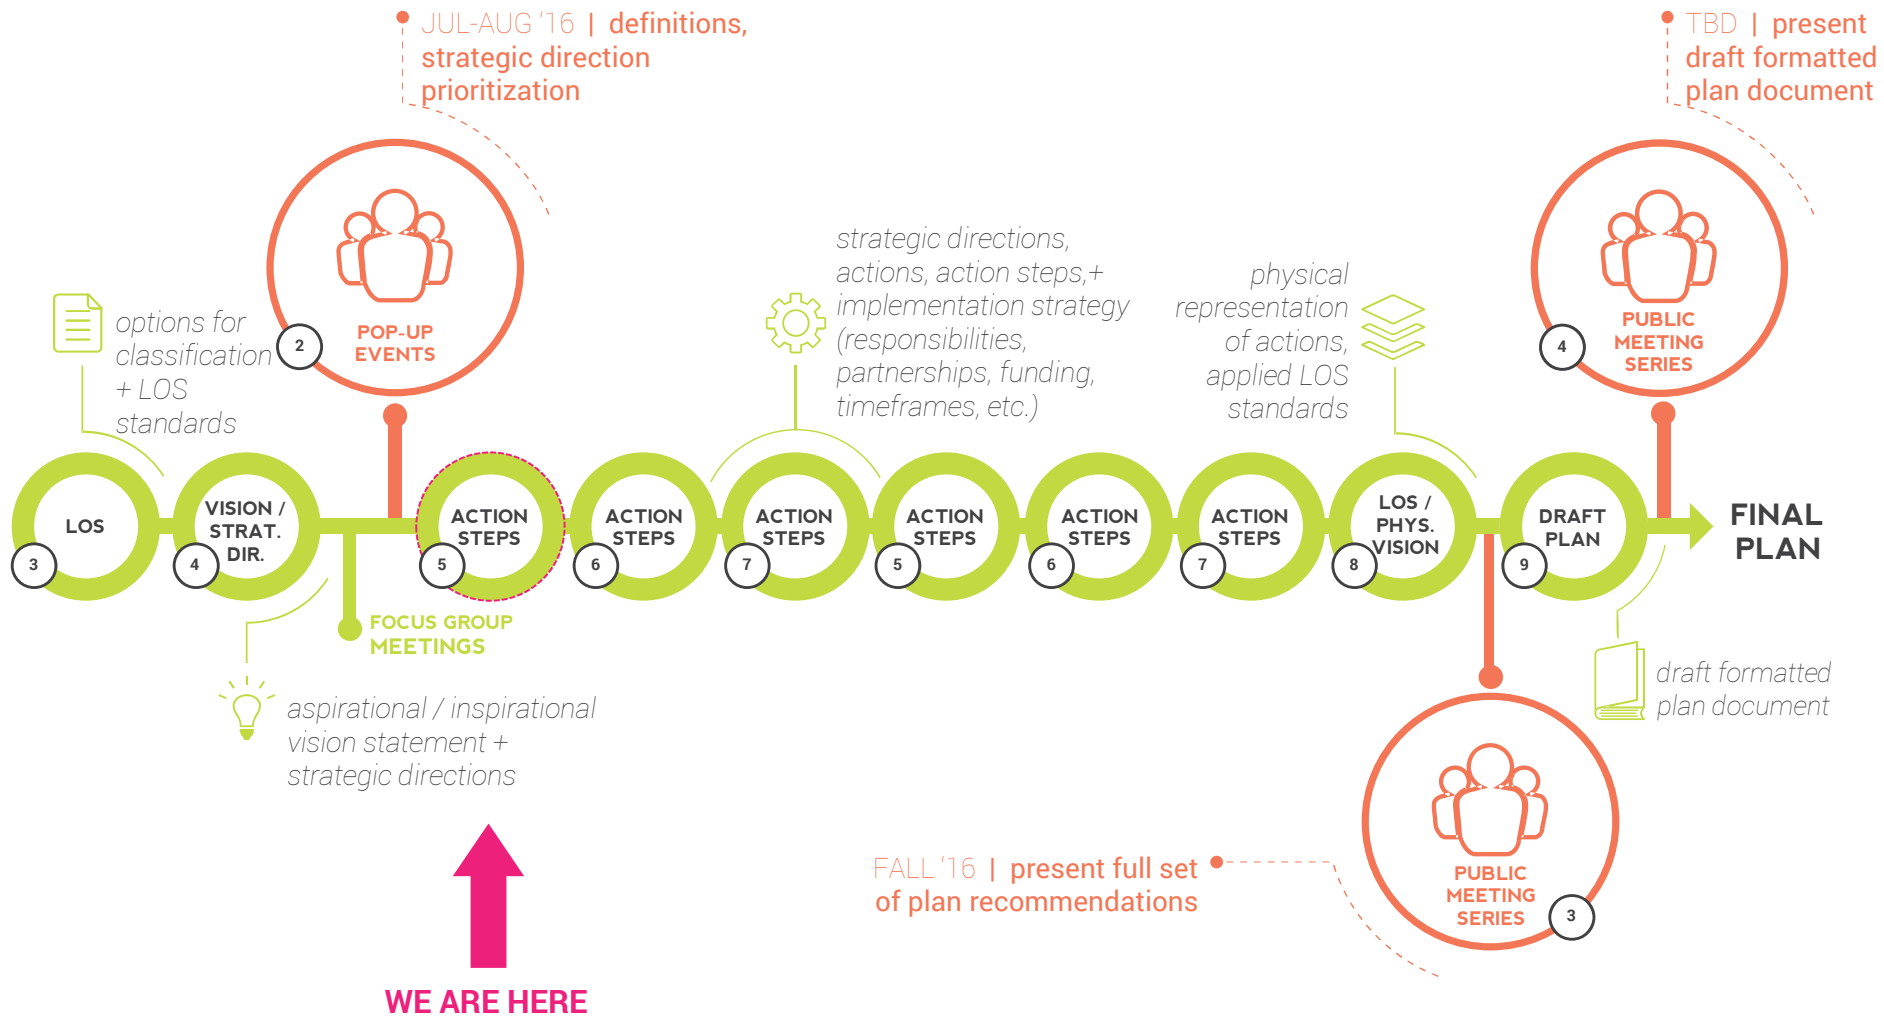 JUL-AUG ‘16 | definitions,
strategic direction
prioritization
TBD | present
draft formatted
plan document
POP-UP
EVENTS
2
PUBLIC
MEETING
SERIES
4
options for
classification
+ LOS
standards
strategic directions,
actions, action steps,+
implementation strategy
(responsibilities,
partnerships, funding,
timeframes, etc.)
physical
representation
of actions,
applied LOS
standards
LOS
3
VISION /
STRAT.
DIR.
4
ACTION
STEPS
5
ACTION
STEPS
6
ACTION
STEPS
7
ACTION
STEPS
5
ACTION
STEPS
6
ACTION
STEPS
7
LOS /
PHYS.
VISION
8
DRAFT
PLAN
9
FINAL
PLAN
FOCUS GROUP
MEETINGS
aspirational / inspirational
vision statement +
strategic directions
draft formatted
plan document
FALL ‘16 | present full set
of plan recommendations
PUBLIC
MEETING
SERIES
3
WE ARE HERE